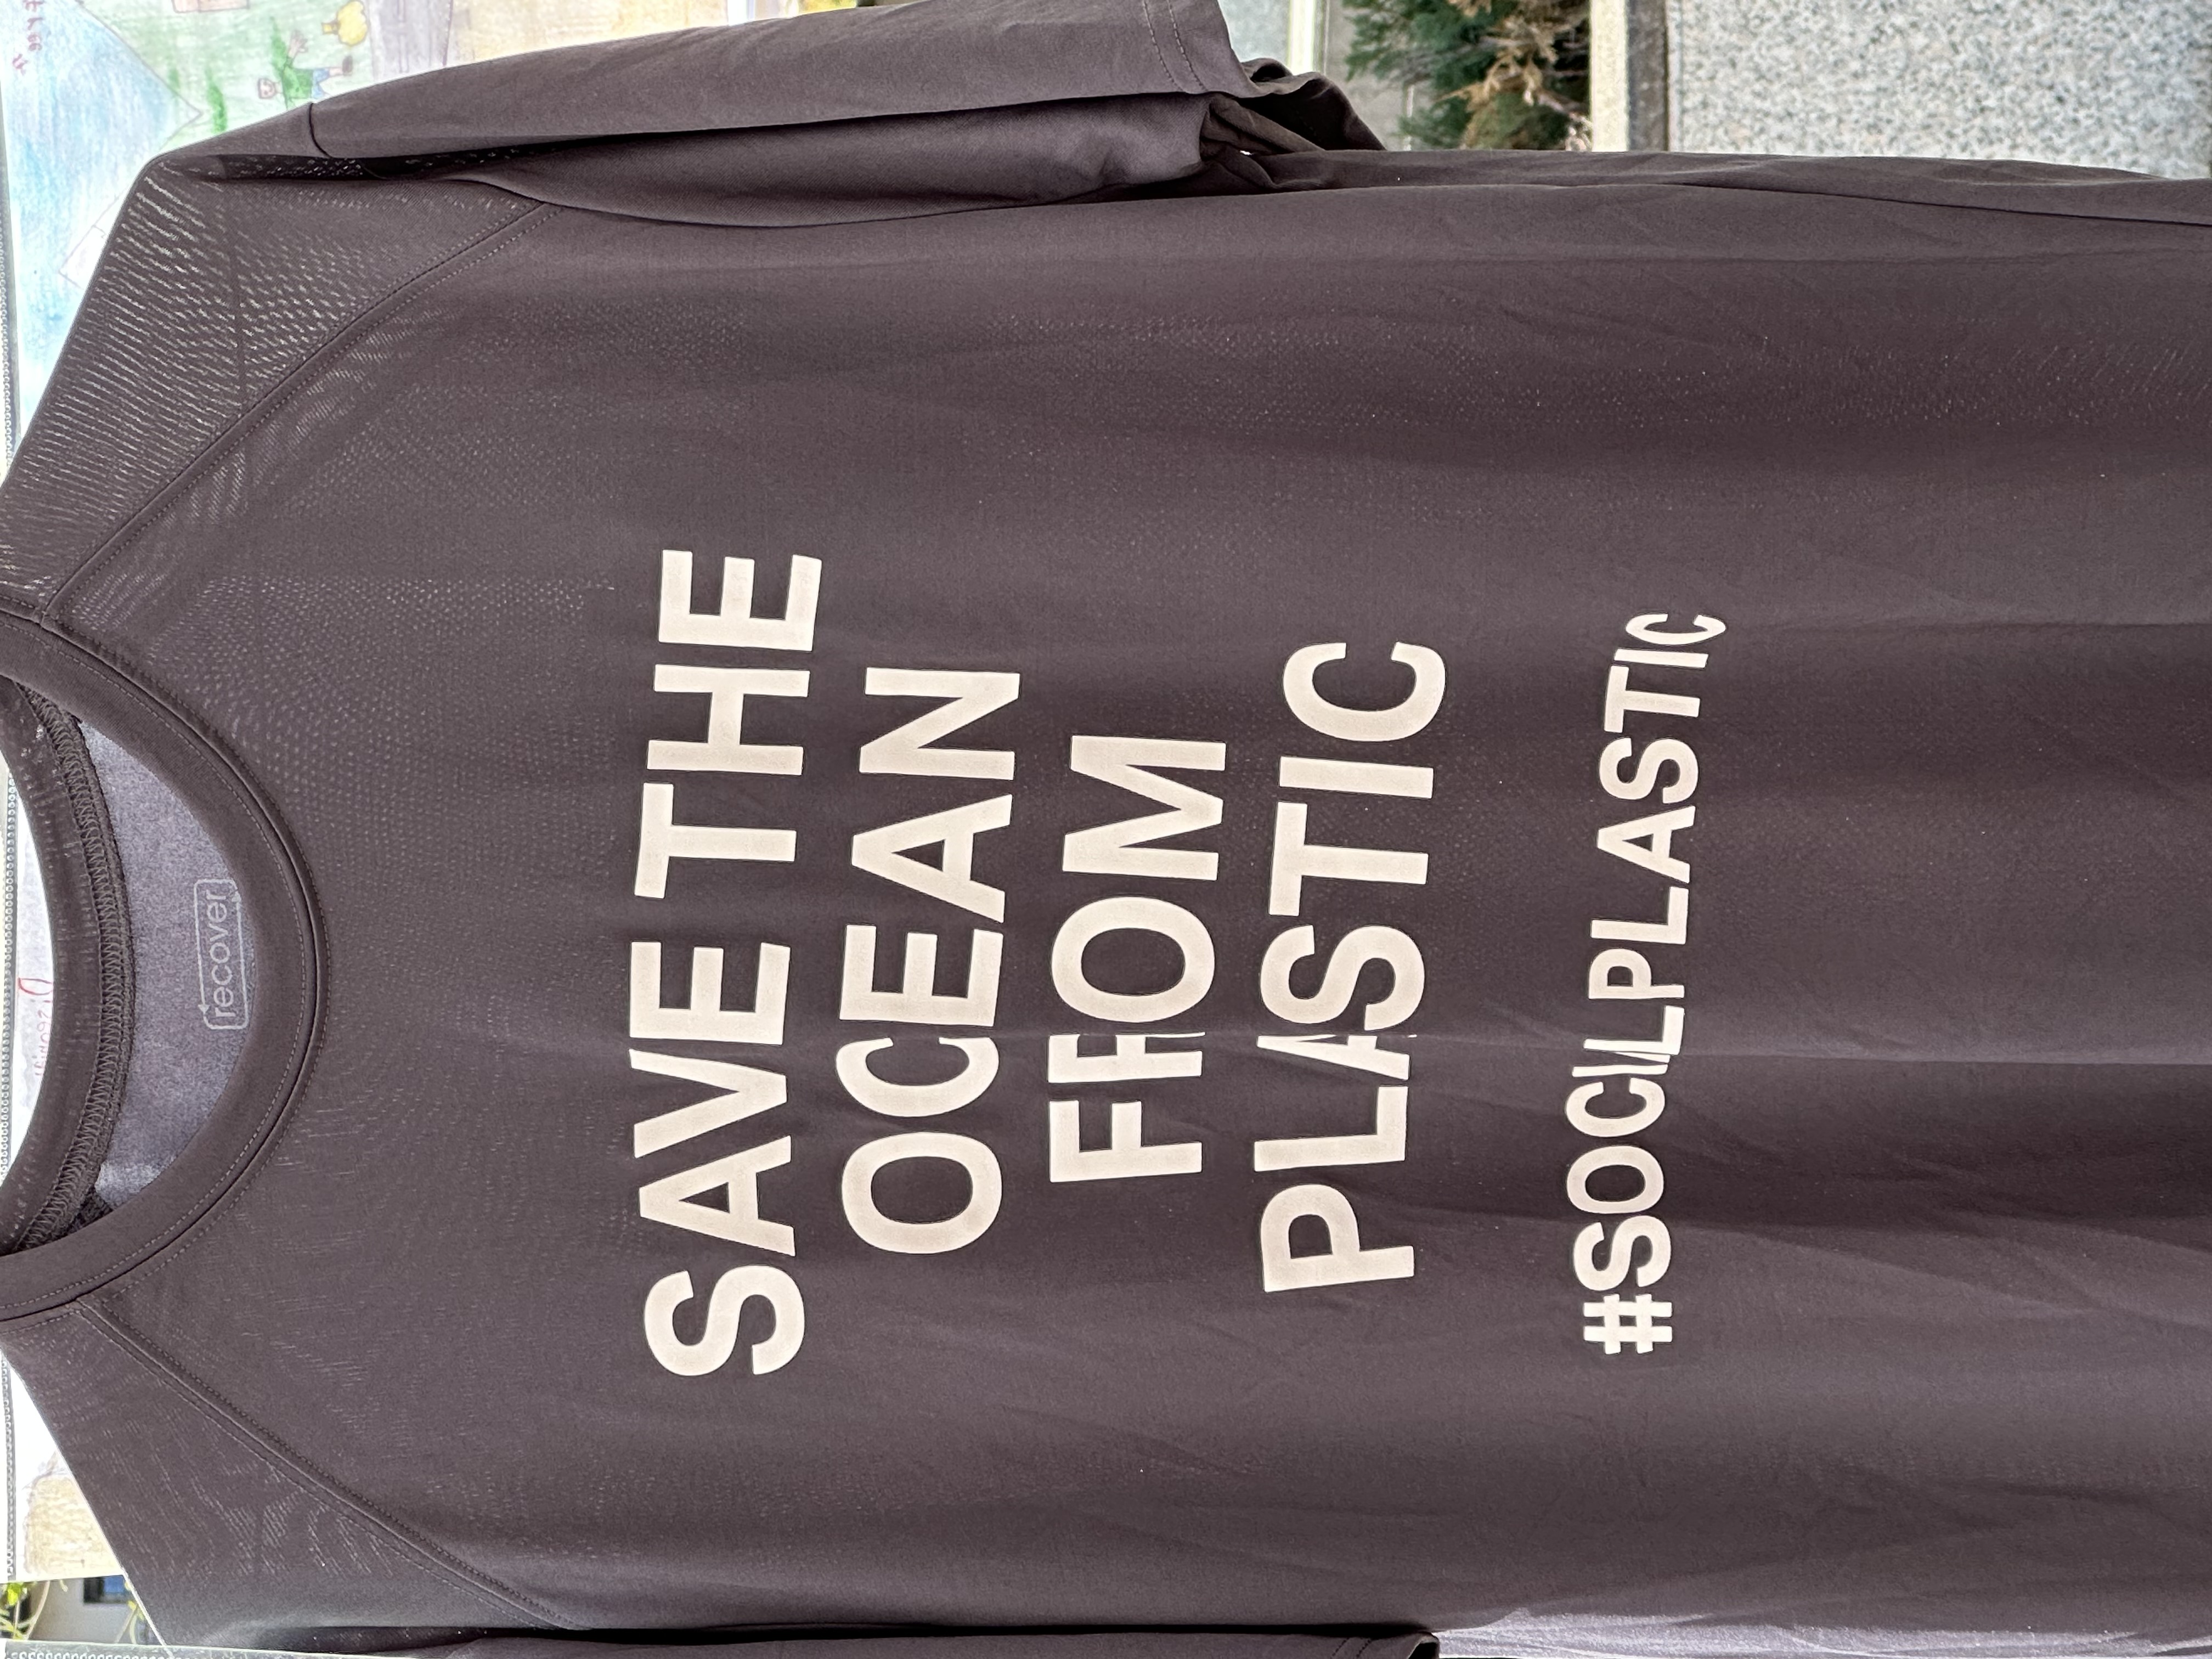 recover
SAVE THE
OCEAN
FROM
PLASTIC
#SOCIALPLASTIC